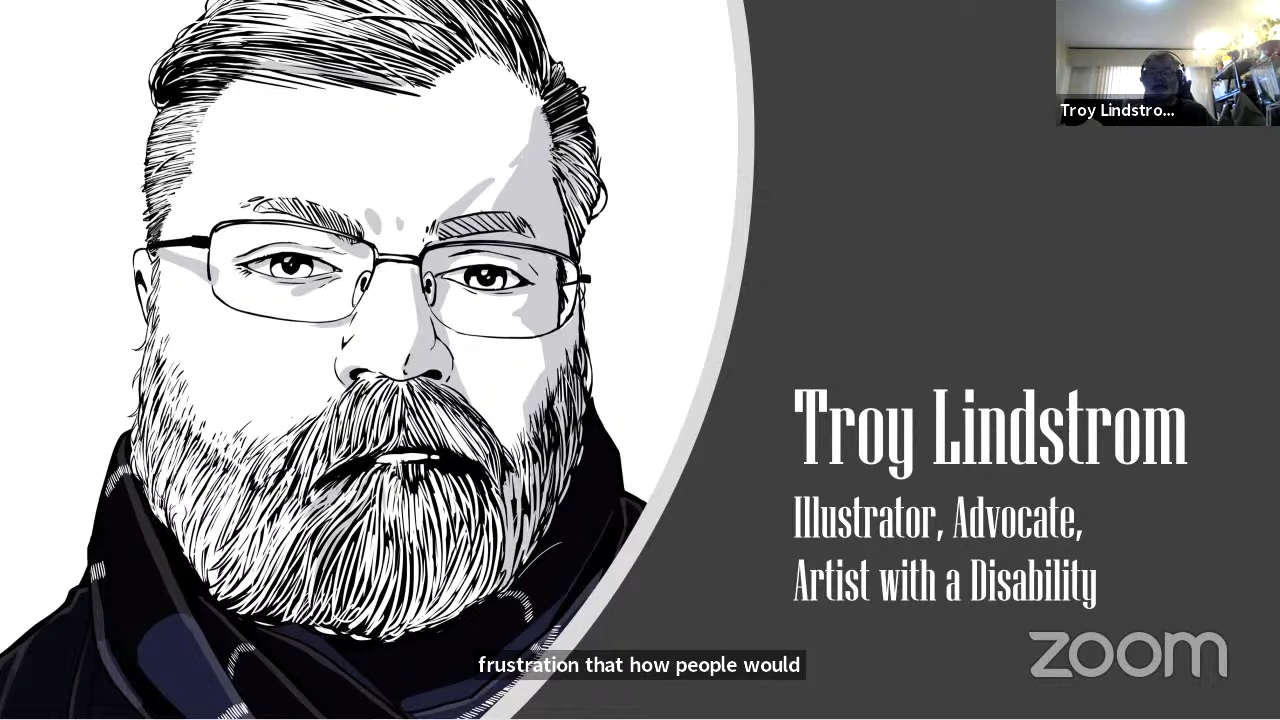 Troy Lindstro...
Troy Lindstrom
Illustrator, Advocate,
Artist with a Disability
zoom
frustration that how people would